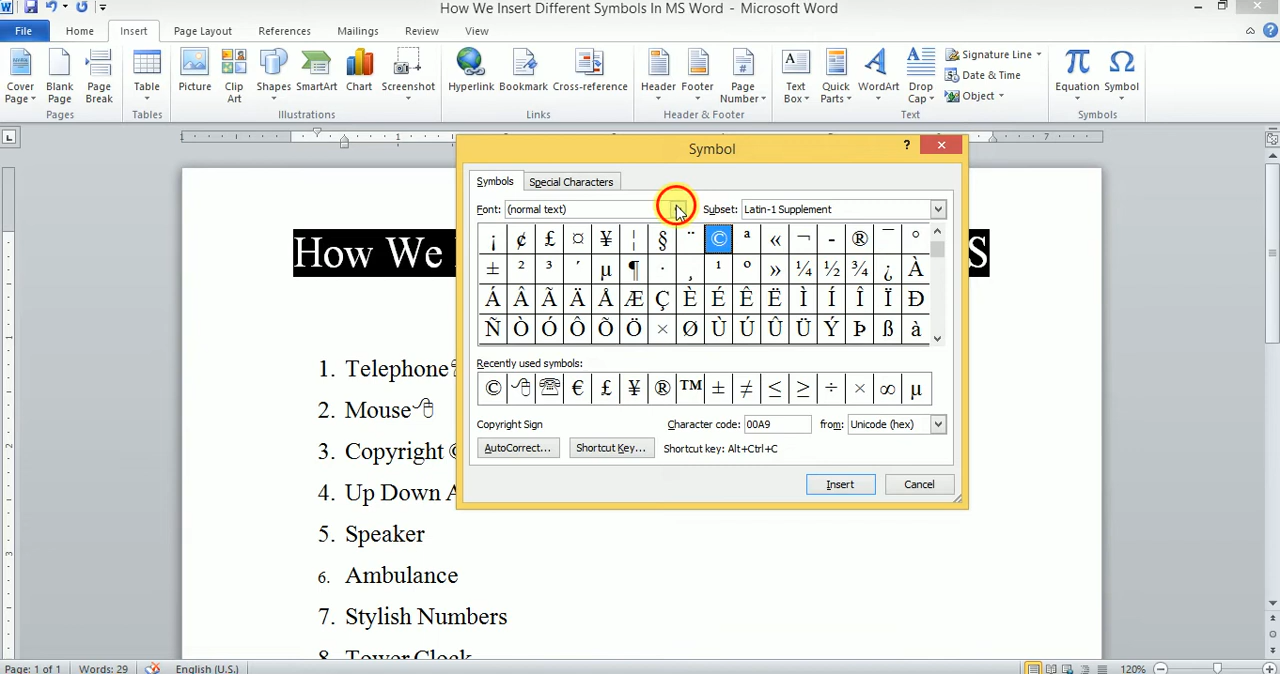 How We Insert Different Symbols In MS Word - Microsoft Word
File Home Insert Page Layout References Mailings Review View
Cover Page Blank Page Page Break Table Picture Clip Art Shapes SmartArt Chart Screenshot Hyperlink Bookmark Cross-reference Header Footer Page Number Text Box Quick Parts WordArt Drop Cap Signature Line Date & Time Object Equation Symbol
Pages Tables Illustrations Links Header & Footer Text Symbols
Symbol
Symbols Special Characters
Font: (normal text) Subset: Latin-1 Supplement
¡ ¢ £ ¤ ¥ ¦ § ¨ © ª « ¬ - ® ¯ °
± ² ³ ´ µ ¶ · ¸ ¹ º » ¼ ½ ¾ ¿ À
Á Â Ã Ä Å Æ Ç È É Ê Ë Ì Í Î Ï Ð
Ñ Ò Ó Ô Õ Ö × Ø Ù Ú Û Ü Ý Þ ß à
Recently used symbols:
© 🖰 ☏ € £ ¥ ® ™ ± ≠ ≤ ≥ ÷ × ∞ µ
Copyright Sign Character code: 00A9 from: Unicode (hex)
AutoCorrect... Shortcut Key... Shortcut key: Alt+Ctrl+C
Insert Cancel
How We S
1. Telephone
2. Mouse
3. Copyright
4. Up Down A
5. Speaker
6. Ambulance
7. Stylish Numbers
8. Tower Clock
Page: 1 of 1 Words: 29 English (U.S.) 120%